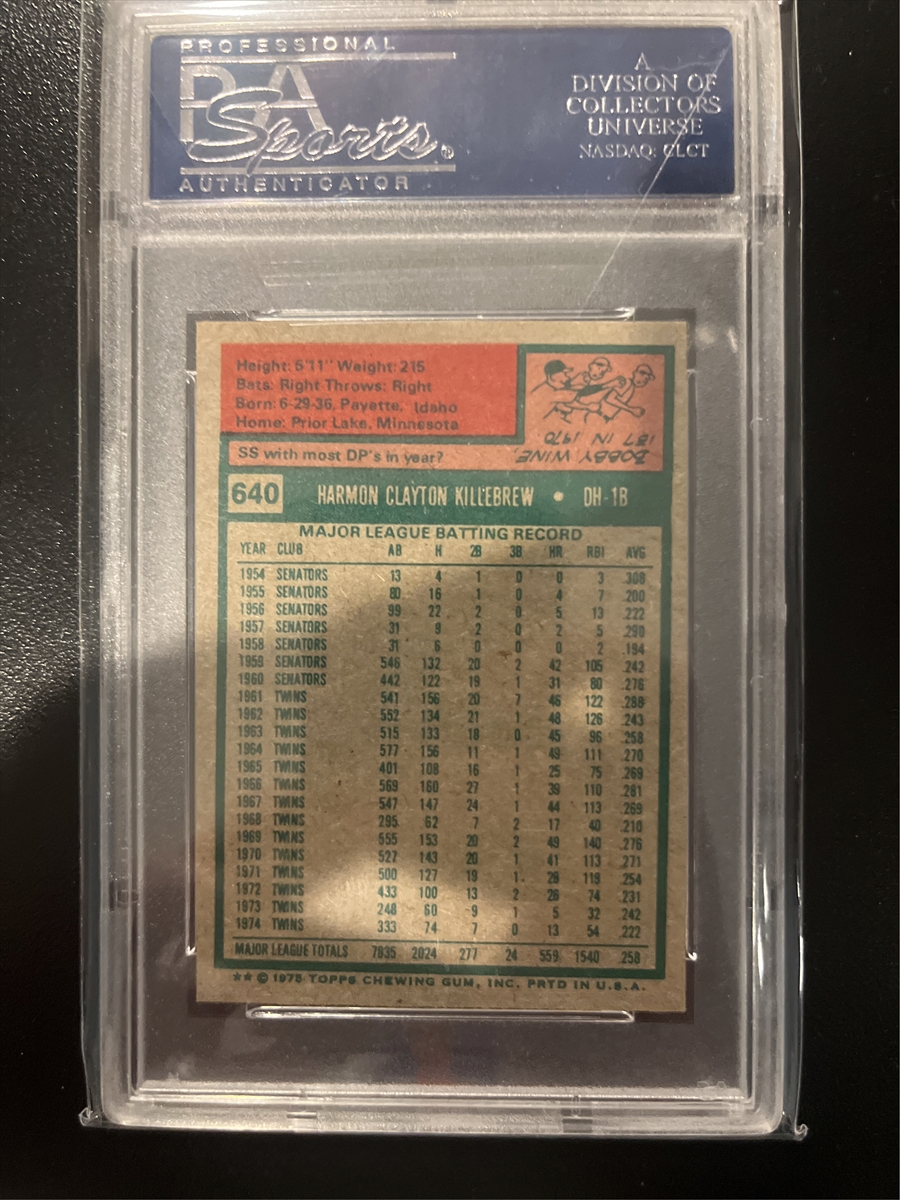 PROFESSIONAL
PSA
Sports®
AUTHENTICATOR
A
DIVISION OF
COLLECTORS
UNIVERSE
NASDAQ: CLCT
Height: 5'11" Weight: 215
Bats: Right Throws: Right
Born: 6-29-36, Payette, Idaho
Home: Prior Lake, Minnesota
SS with most DP's in year?
BOBBY WINE,
137 IN 1970
640 HARMON CLAYTON KILLEBREW • DH-1B
MAJOR LEAGUE BATTING RECORD
YEAR CLUB AB H 2B 3B HR RBI AVG
1954 SENATORS 13 4 1 0 0 3 .308
1955 SENATORS 80 16 1 0 4 7 .200
1956 SENATORS 99 22 2 0 5 13 .222
1957 SENATORS 31 9 2 0 2 5 .290
1958 SENATORS 31 6 0 0 0 2 .194
1959 SENATORS 546 132 20 2 42 105 .242
1960 SENATORS 442 122 19 1 31 80 .276
1961 TWINS 541 156 20 7 46 122 .288
1962 TWINS 552 134 21 1 48 126 .243
1963 TWINS 515 133 18 0 45 96 .258
1964 TWINS 577 156 11 1 49 111 .270
1965 TWINS 401 108 16 1 25 75 .269
1966 TWINS 569 160 27 1 39 110 .281
1967 TWINS 547 147 24 1 44 113 .269
1968 TWINS 295 62 7 2 17 40 .210
1969 TWINS 555 153 20 2 49 140 .276
1970 TWINS 527 143 20 1 41 113 .271
1971 TWINS 500 127 19 1 28 119 .254
1972 TWINS 433 100 13 2 26 74 .231
1973 TWINS 248 60 9 1 5 32 .242
1974 TWINS 333 74 7 0 13 54 .222
MAJOR LEAGUE TOTALS 7835 2024 277 24 559 1540 .258
★★ © 1975 TOPPS CHEWING GUM, INC. PRTD IN U.S.A.